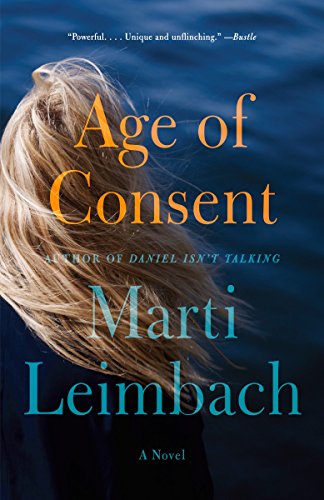 “Powerful. . . . Unique and unflinching.” —Bustle
Age of
Consent
AUTHOR OF DANIEL ISN’T TALKING
Marti
Leimbach
A Novel